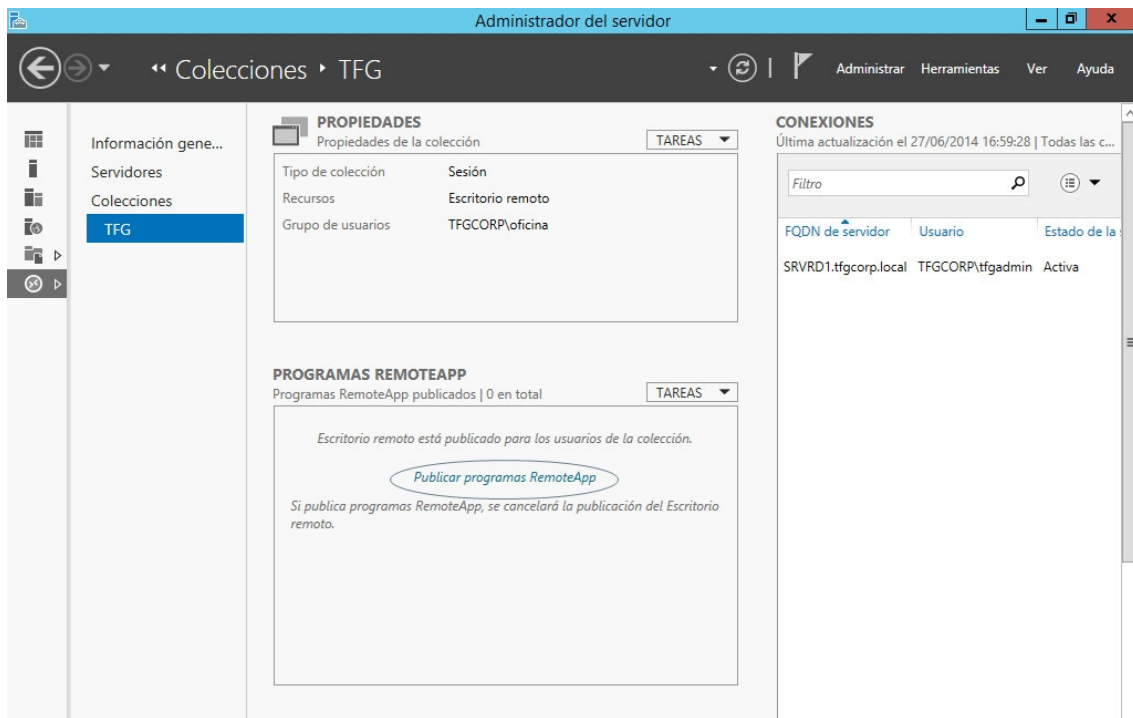 Administrador del servidor
Colecciones TFG
Administrar Herramientas Ver Ayuda
Información gene...
Servidores
Colecciones
TFG
PROPIEDADES
Propiedades de la colección
TAREAS
Tipo de colección Sesión
Recursos Escritorio remoto
Grupo de usuarios TFGCORP\oficina
PROGRAMAS REMOTEAPP
Programas RemoteApp publicados | 0 en total
TAREAS
Escritorio remoto está publicado para los usuarios de la colección.
Publicar programas RemoteApp
Si publica programas RemoteApp, se cancelará la publicación del Escritorio
remoto.
CONEXIONES
Última actualización el 27/06/2014 16:59:28 | Todas las c...
Filtro
FQDN de servidor Usuario Estado de la
SRVRD1.tfgcorp.local TFGCORP\tfgadmin Activa